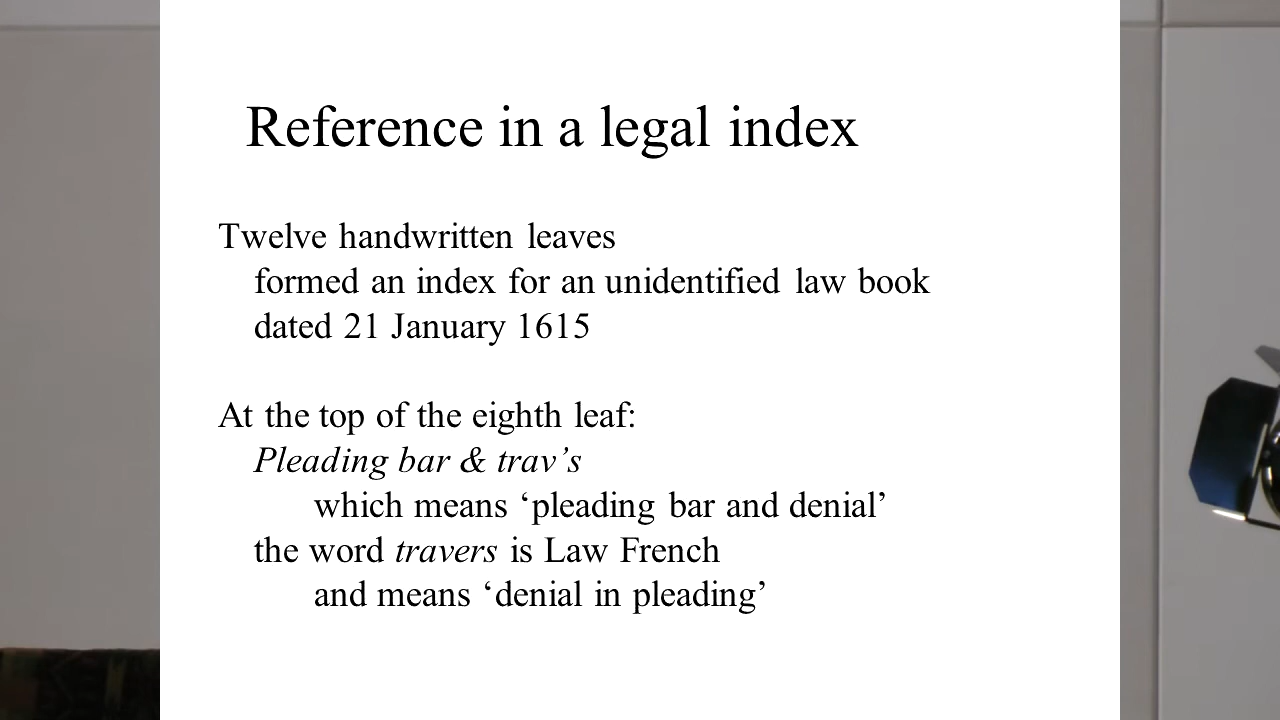 Reference in a legal index
Twelve handwritten leaves
formed an index for an unidentified law book
dated 21 January 1615
At the top of the eighth leaf:
Pleading bar & trav’s
which means ‘pleading bar and denial’
the word travers is Law French
and means ‘denial in pleading’